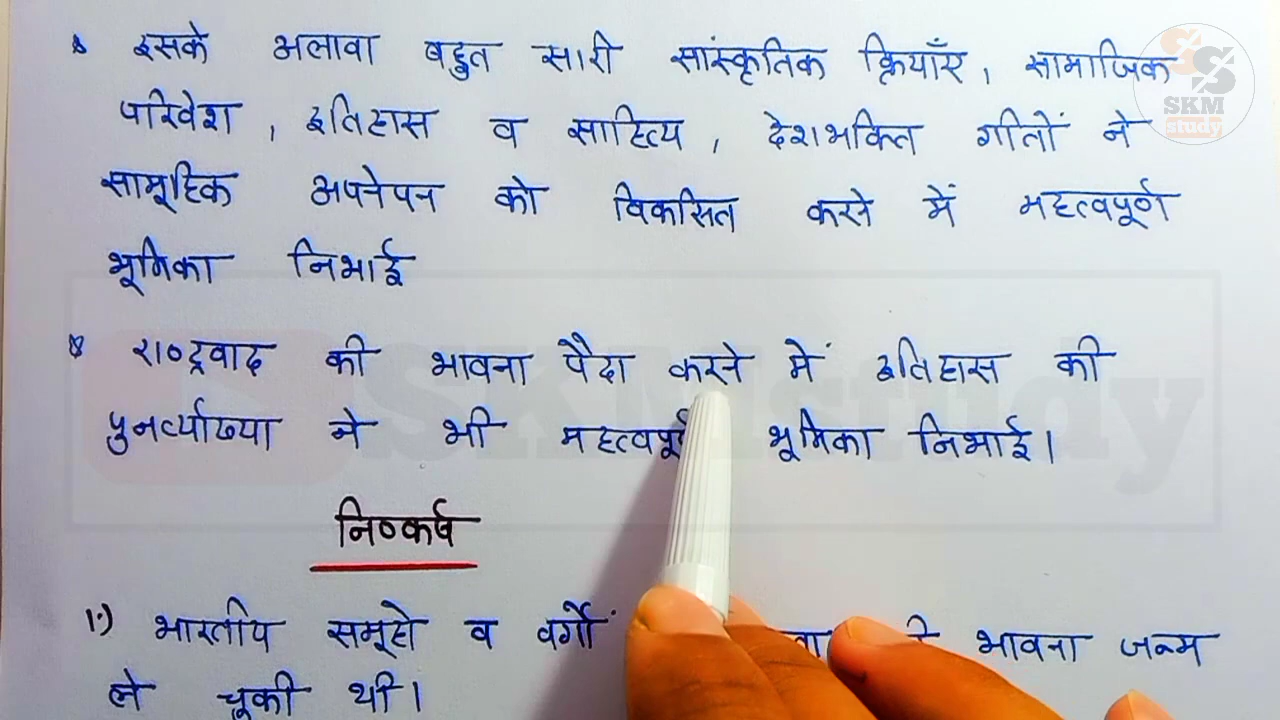 इसके अलावा बहुत सारी सांस्कृतिक क्रियाएँ, सामाजिक
परिवेश, इतिहास व साहित्य, देशभक्ति गीतों ने
सामूहिक अपनेपन को विकसित करने में महत्वपूर्ण
भूमिका निभाई
राष्ट्रवाद की भावना पैदा करने में इतिहास की
पुनर्व्याख्या ने भी महत्वपूर्ण भूमिका निभाई।
निष्कर्ष
1.) भारतीय समूहो व वर्गों भावना जन्म
ले चूकी थी।
SKM
study
SKMstudy